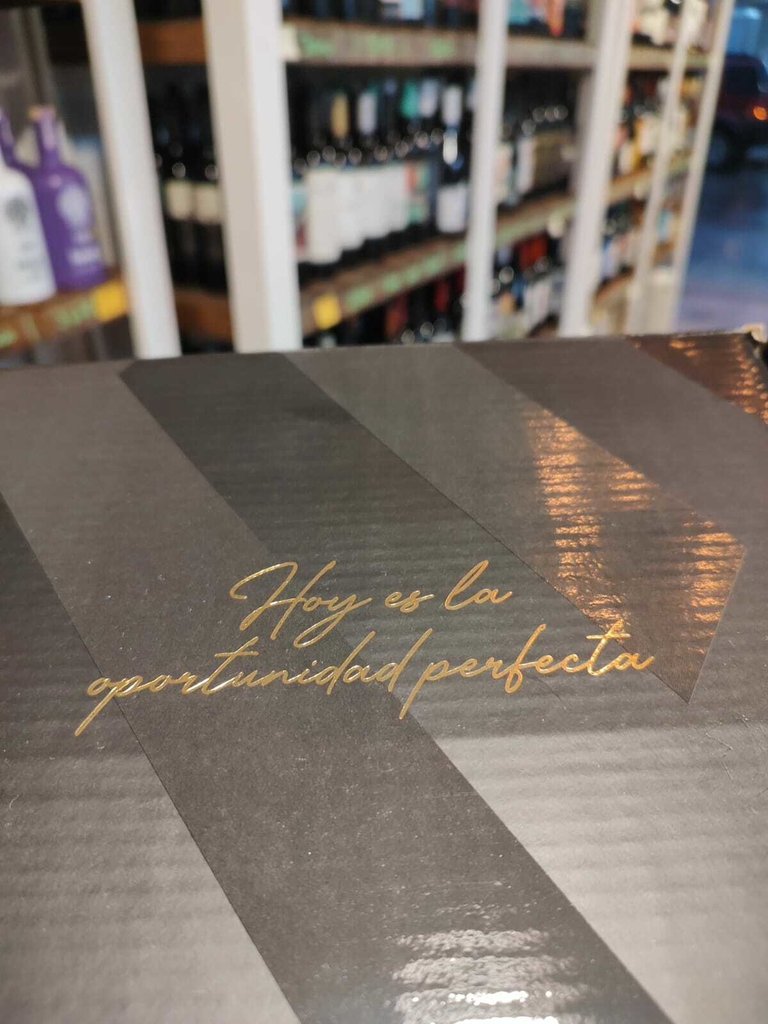 Hoy es la
oportunidad perfecta